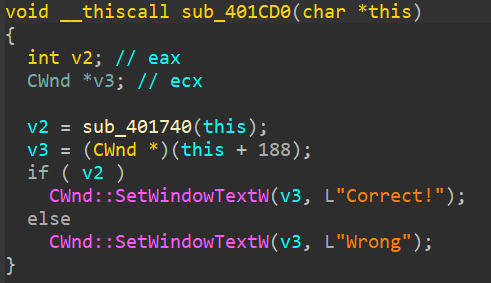 void __thiscall sub_401CD0(char *this)
{
  int v2; // eax
  CWnd *v3; // ecx

  v2 = sub_401740(this);
  v3 = (CWnd *)(this + 188);
  if ( v2 )
    CWnd::SetWindowTextW(v3, L"Correct!");
  else
    CWnd::SetWindowTextW(v3, L"Wrong");
}